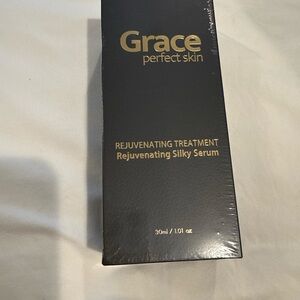 Grace
perfect skin
REJUVENATING TREATMENT
Rejuvenating Silky Serum
30ml / 1.01 oz